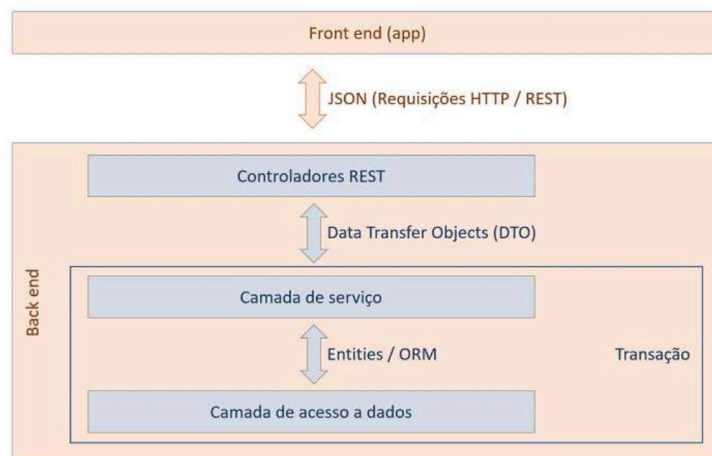 Front end (app)
JSON (Requisições HTTP / REST)
Controladores REST
Data Transfer Objects (DTO)
Back end
Camada de serviço
Entities / ORM
Transação
Camada de acesso a dados